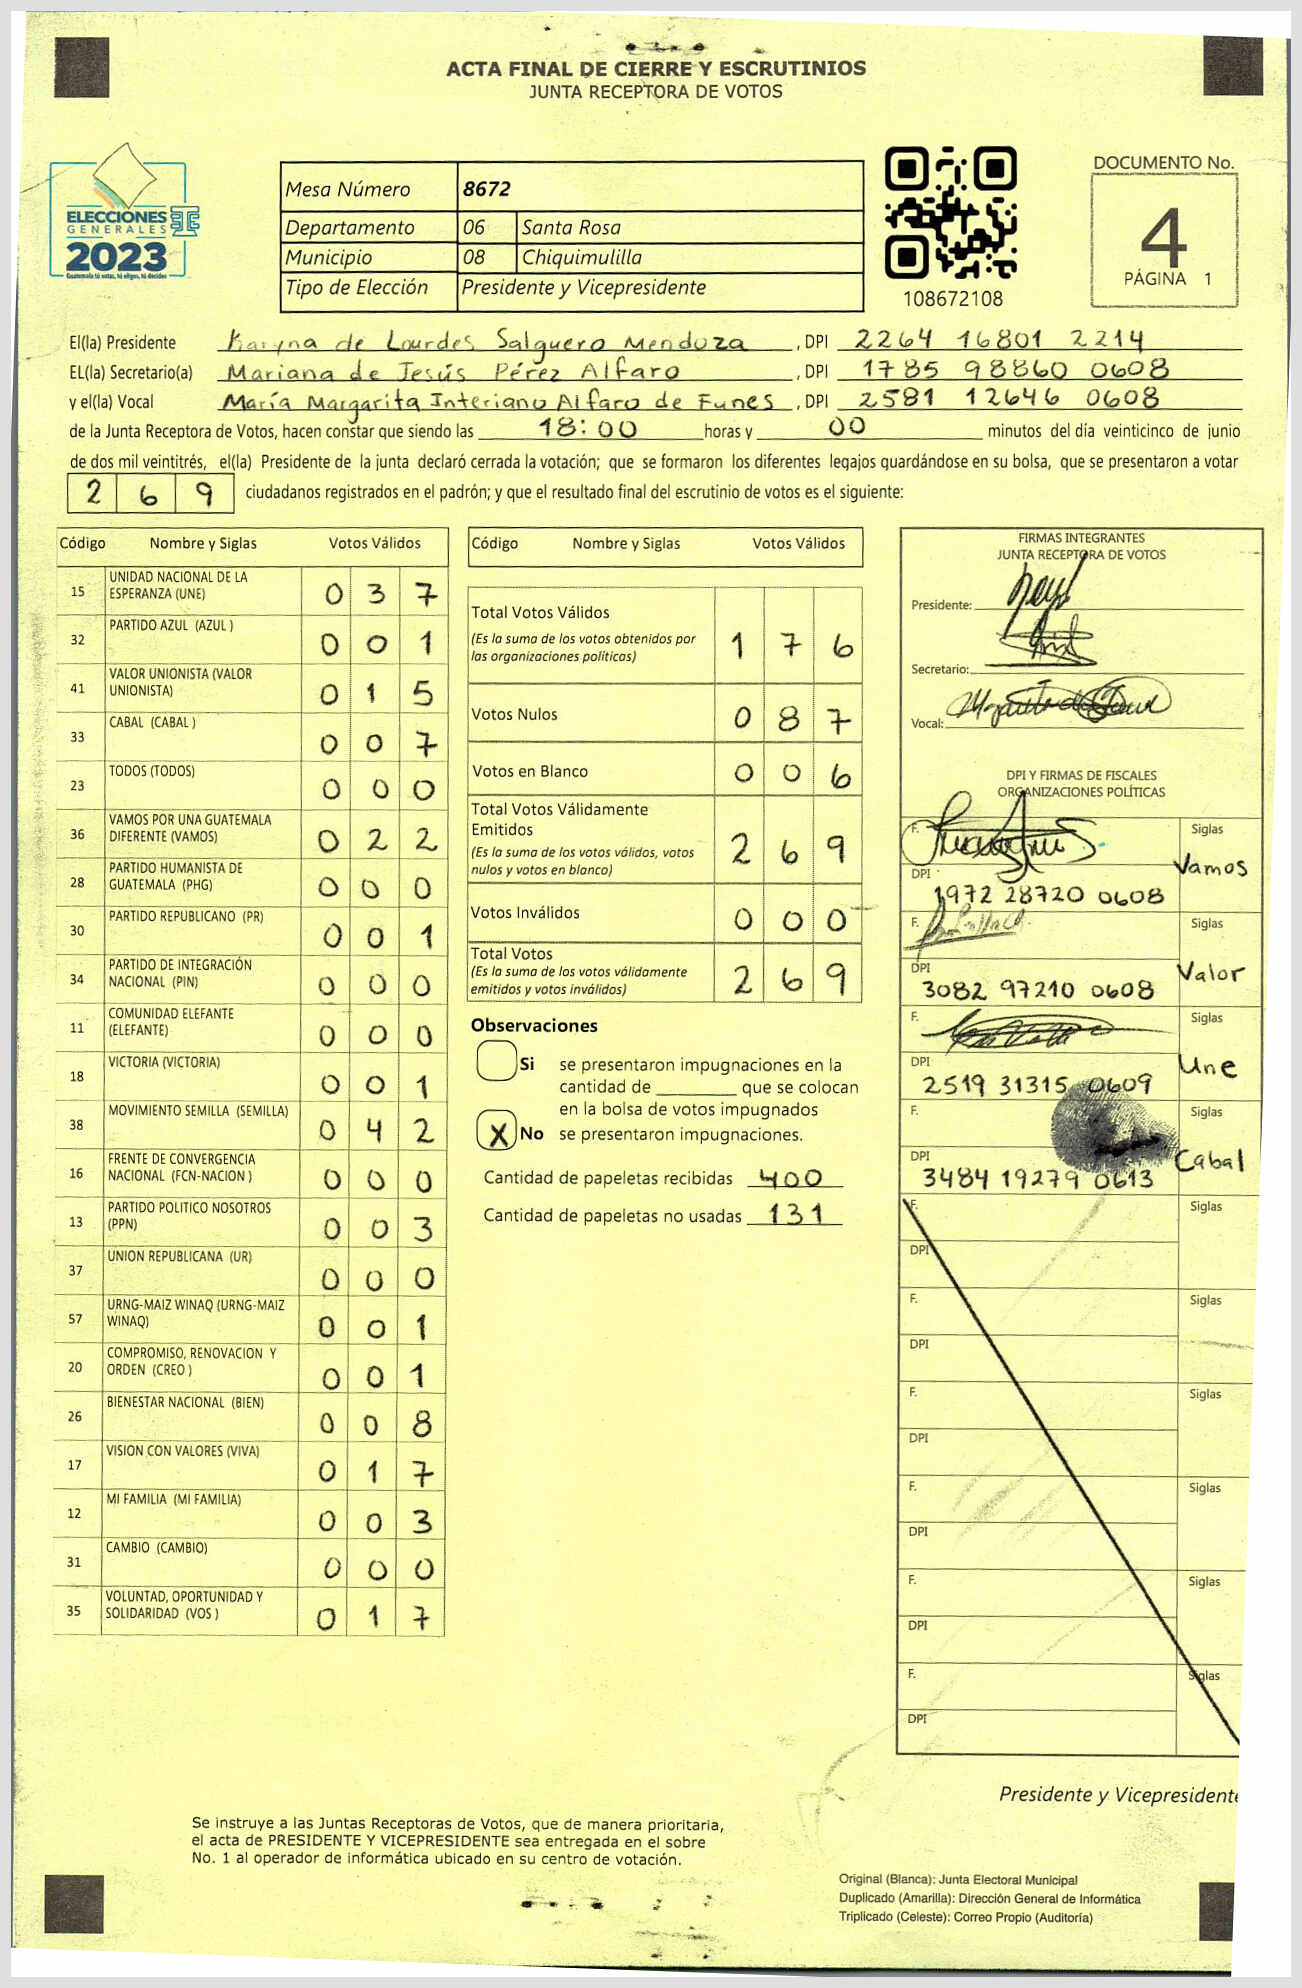 ACTA FINAL DE CIERRE Y ESCRUTINIOS
JUNTA RECEPTORA DE VOTOS
ELECCIONES
GENERALES
2023
Guatemala tú votas, tú eliges, tú decides
Mesa Número 8672
Departamento 06 Santa Rosa
Municipio 08 Chiquimulilla
Tipo de Elección Presidente y Vicepresidente
108672108
DOCUMENTO No.
4
PÁGINA 1
El(la) Presidente Karyna de Lourdes Salguero Mendoza, DPI 2264 16801 2214
EL(la) Secretario(a) Mariana de Jesús Pérez Alfaro, DPI 1785 98860 0608
y el(la) Vocal María Margarita Interiano Alfaro de Funes, DPI 2581 12646 0608
de la Junta Receptora de Votos, hacen constar que siendo las 18:00 horas y 00 minutos del día veinticinco de junio
de dos mil veintitrés, el(la) Presidente de la junta declaró cerrada la votación; que se formaron los diferentes legajos guardándose en su bolsa, que se presentaron a votar
2 6 9 ciudadanos registrados en el padrón; y que el resultado final del escrutinio de votos es el siguiente:
Código Nombre y Siglas Votos Válidos
15 UNIDAD NACIONAL DE LA
ESPERANZA (UNE) 0 3 7
32 PARTIDO AZUL (AZUL ) 0 0 1
41 VALOR UNIONISTA (VALOR
UNIONISTA) 0 1 5
33 CABAL (CABAL ) 0 0 7
23 TODOS (TODOS) 0 0 0
36 VAMOS POR UNA GUATEMALA
DIFERENTE (VAMOS) 0 2 2
28 PARTIDO HUMANISTA DE
GUATEMALA (PHG) 0 0 0
30 PARTIDO REPUBLICANO (PR) 0 0 1
34 PARTIDO DE INTEGRACIÓN
NACIONAL (PIN) 0 0 0
11 COMUNIDAD ELEFANTE
(ELEFANTE) 0 0 0
18 VICTORIA (VICTORIA) 0 0 1
38 MOVIMIENTO SEMILLA (SEMILLA) 0 4 2
16 FRENTE DE CONVERGENCIA
NACIONAL (FCN-NACION ) 0 0 0
13 PARTIDO POLITICO NOSOTROS
(PPN) 0 0 3
37 UNION REPUBLICANA (UR) 0 0 0
57 URNG-MAIZ WINAQ (URNG-MAIZ
WINAQ) 0 0 1
20 COMPROMISO, RENOVACION Y
ORDEN (CREO ) 0 0 1
26 BIENESTAR NACIONAL (BIEN) 0 0 8
17 VISION CON VALORES (VIVA) 0 1 7
12 MI FAMILIA (MI FAMILIA) 0 0 3
31 CAMBIO (CAMBIO) 0 0 0
35 VOLUNTAD, OPORTUNIDAD Y
SOLIDARIDAD (VOS ) 0 1 7
Código Nombre y Siglas Votos Válidos
Total Votos Válidos
(Es la suma de los votos obtenidos por
las organizaciones políticas) 1 7 6
Votos Nulos 0 8 7
Votos en Blanco 0 0 6
Total Votos Válidamente
Emitidos
(Es la suma de los votos válidos, votos
nulos y votos en blanco) 2 6 9
Votos Inválidos 0 0 0
Total Votos
(Es la suma de los votos válidamente
emitidos y votos inválidos) 2 6 9
Observaciones
Si se presentaron impugnaciones en la
cantidad de ________ que se colocan
en la bolsa de votos impugnados
X No se presentaron impugnaciones.
Cantidad de papeletas recibidas 400
Cantidad de papeletas no usadas 131
FIRMAS INTEGRANTES
JUNTA RECEPTORA DE VOTOS
Presidente:
Secretario:
Vocal:
DPI Y FIRMAS DE FISCALES
ORGANIZACIONES POLÍTICAS
F. Siglas
Vamos
DPI
1972 28720 0608
F. Siglas
Valor
DPI
3082 97210 0608
F. Siglas
Une
DPI
2519 31315 0609
F. Siglas
Cabal
DPI
3484 19279 0613
F. Siglas
DPI
F. Siglas
DPI
F. Siglas
DPI
F. Siglas
DPI
F. Siglas
DPI
F. Siglas
DPI
Presidente y Vicepresidente
Se instruye a las Juntas Receptoras de Votos, que de manera prioritaria,
el acta de PRESIDENTE Y VICEPRESIDENTE sea entregada en el sobre
No. 1 al operador de informática ubicado en su centro de votación.
Original (Blanca): Junta Electoral Municipal
Duplicado (Amarilla): Dirección General de Informática
Triplicado (Celeste): Correo Propio (Auditoría)